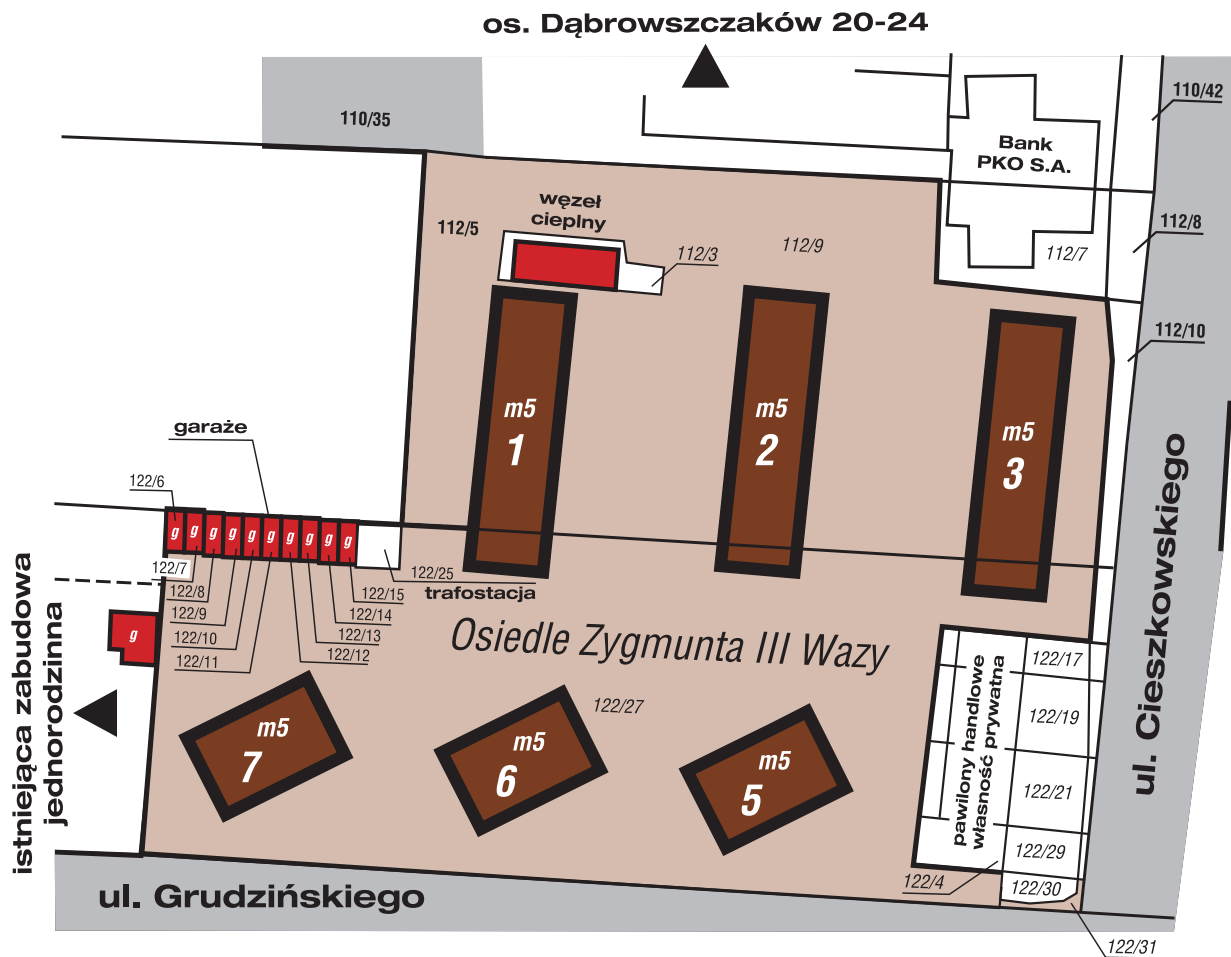 os. Dąbrowszczaków 20-24
110/35
110/42
Bank
PKO S.A.
węzeł
cieplny
112/5
112/3
112/9
112/7
112/8
112/10
m5
1
m5
2
m5
3
garaże
122/6
g
g
g
g
g
g
g
g
g
g
122/7
122/8
122/9
122/10
122/11
122/25
trafostacja
122/15
122/14
122/13
122/12
g
Osiedle Zygmunta III Wazy
istniejąca zabudowa
jednorodzinna
m5
7
m5
6
122/27
m5
5
pawilony handlowe
własność prywatna
122/17
122/19
122/21
122/29
122/30
122/4
122/31
ul. Cieszkowskiego
ul. Grudzińskiego